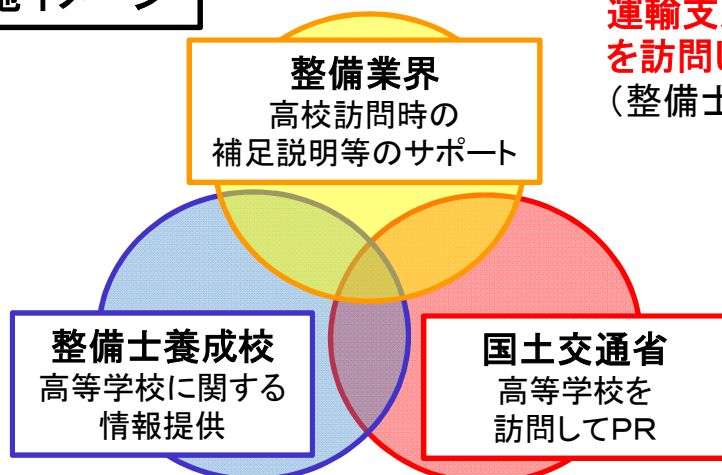 イメージ
運輸支
を訪問し
（整備士
整備業界
高校訪問時の
補足説明等のサポート
整備士養成校
高等学校に関する
情報提供
国土交通省
高等学校を
訪問してPR